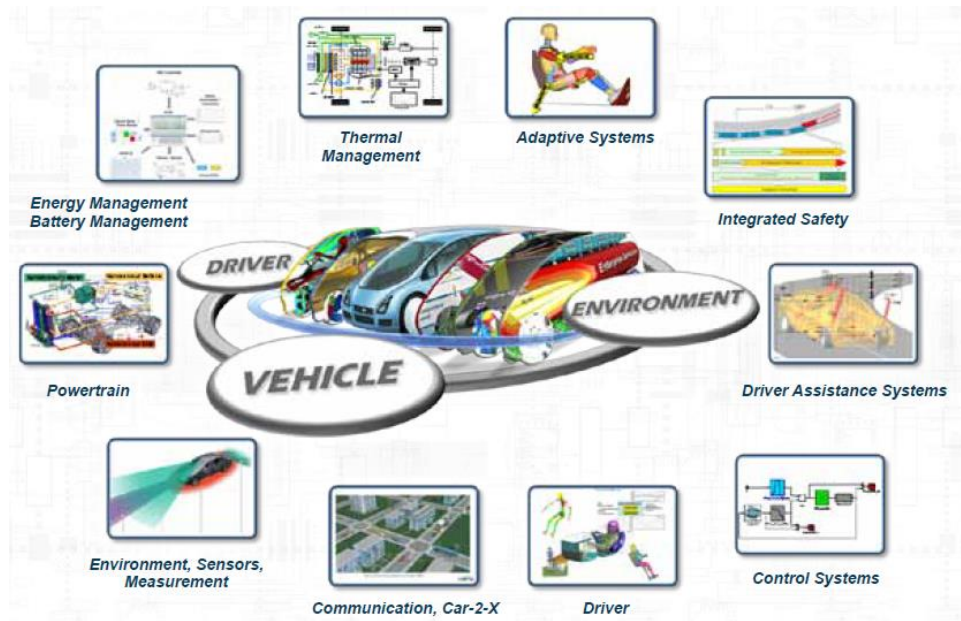 Thermal
Management
Adaptive Systems
Energy Management
Battery Management
Integrated Safety
DRIVER
ENVIRONMENT
VEHICLE
Powertrain
Driver Assistance Systems
Environment, Sensors,
Measurement
Communication, Car-2-X
Driver
Control Systems